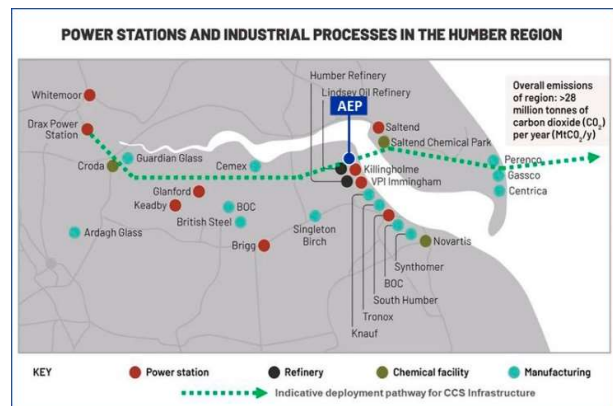 POWER STATIONS AND INDUSTRIAL PROCESSES IN THE HUMBER REGION
Humber Refinery
Lindsey Oil Refinery
AEP
Overall emissions
of region: >28
million tonnes of
carbon dioxide (CO₂)
per year (MtCO₂/y)²
Whitemoor
Drax Power
Station
Saltend
Saltend Chemical Park
Croda
Guardian Glass
Cemex
Killingholme
VPI Immingham
Perenco
Gassco
Centrica
Glanford
Keadby
BOC
British Steel
Ardagh Glass
Brigg
Singleton
Birch
Novartis
Synthomer
BOC
South Humber
Tronox
Knauf
KEY
Power station
Refinery
Chemical facility
Manufacturing
Indicative deployment pathway for CCS Infrastructure